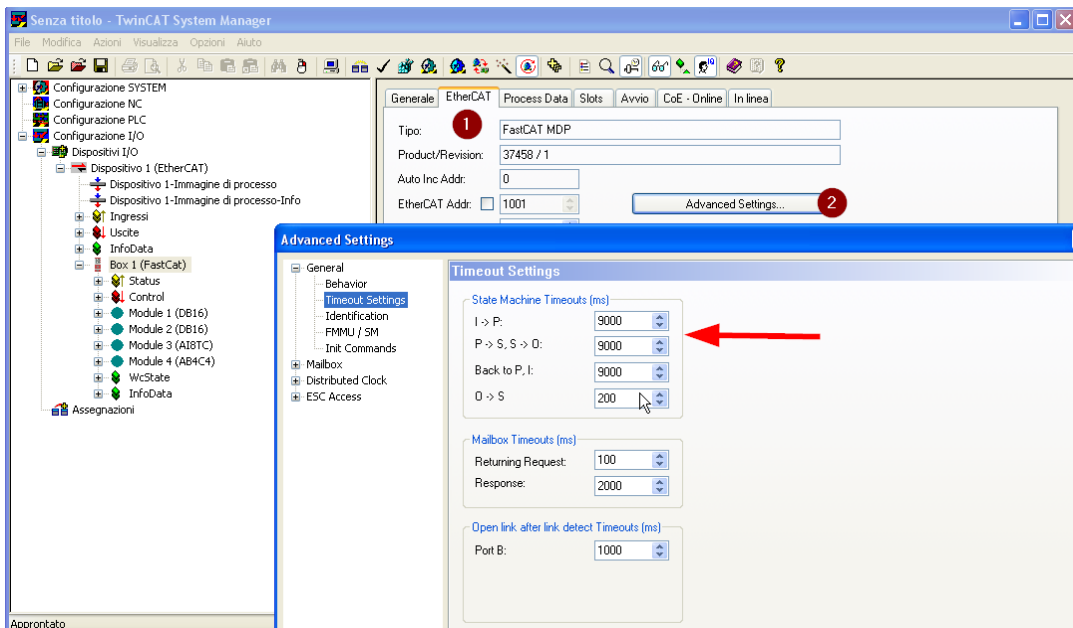 Senza titolo - TwinCAT System Manager
File Modifica Azioni Visualizza Opzioni Aiuto
Configurazione SYSTEM
Configurazione NC
Configurazione PLC
Configurazione I/O
Dispositivi I/O
Dispositivo 1 (EtherCAT)
Dispositivo 1-Immagine di processo
Dispositivo 1-Immagine di processo-Info
Ingressi
Uscite
InfoData
Box 1 (FastCat)
Status
Control
Module 1 (DB16)
Module 2 (DB16)
Module 3 (AI8TC)
Module 4 (AB4C4)
WcState
InfoData
Assegnazioni
Generale EtherCAT Process Data Slots Avvio CoE - Online In linea
1
Tipo: FastCAT MDP
Product/Revision: 37458 / 1
Auto Inc Addr: 0
EtherCAT Addr: 1001 Advanced Settings... 2
Advanced Settings
General
Behavior
Timeout Settings
Identification
FMMU / SM
Init Commands
Mailbox
Distributed Clock
ESC Access
Timeout Settings
State Machine Timeouts (ms)
I -> P: 9000
P -> S, S -> O: 9000
Back to P, I: 9000
O -> S 200
Mailbox Timeouts (ms)
Returning Request: 100
Response: 2000
Open link after link detect Timeouts (ms)
Port B: 1000
Approntato